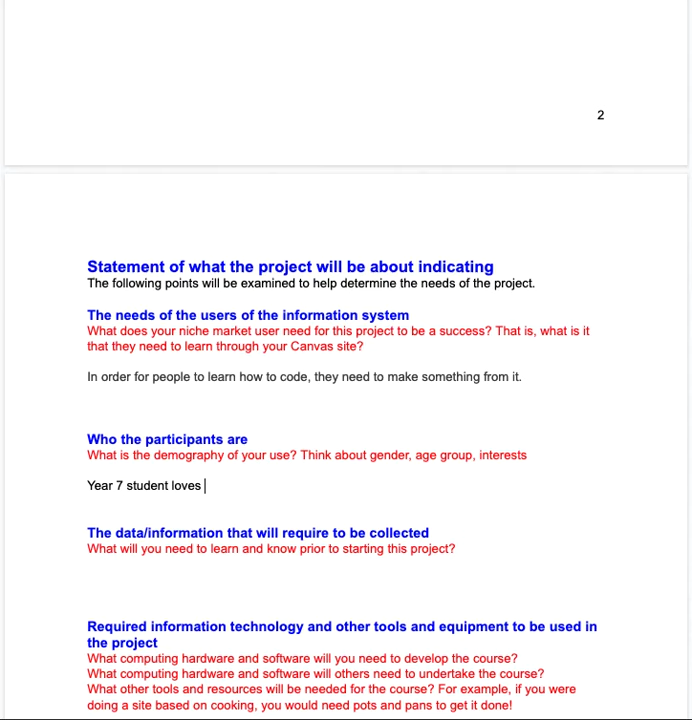 2
Statement of what the project will be about indicating
The following points will be examined to help determine the needs of the project.
The needs of the users of the information system
What does your niche market user need for this project to be a success? That is, what is it
that they need to learn through your Canvas site?
In order for people to learn how to code, they need to make something from it.
Who the participants are
What is the demography of your use? Think about gender, age group, interests
Year 7 student loves
The data/information that will require to be collected
What will you need to learn and know prior to starting this project?
Required information technology and other tools and equipment to be used in
the project
What computing hardware and software will you need to develop the course?
What computing hardware and software will others need to undertake the course?
What other tools and resources will be needed for the course? For example, if you were
doing a site based on cooking, you would need pots and pans to get it done!